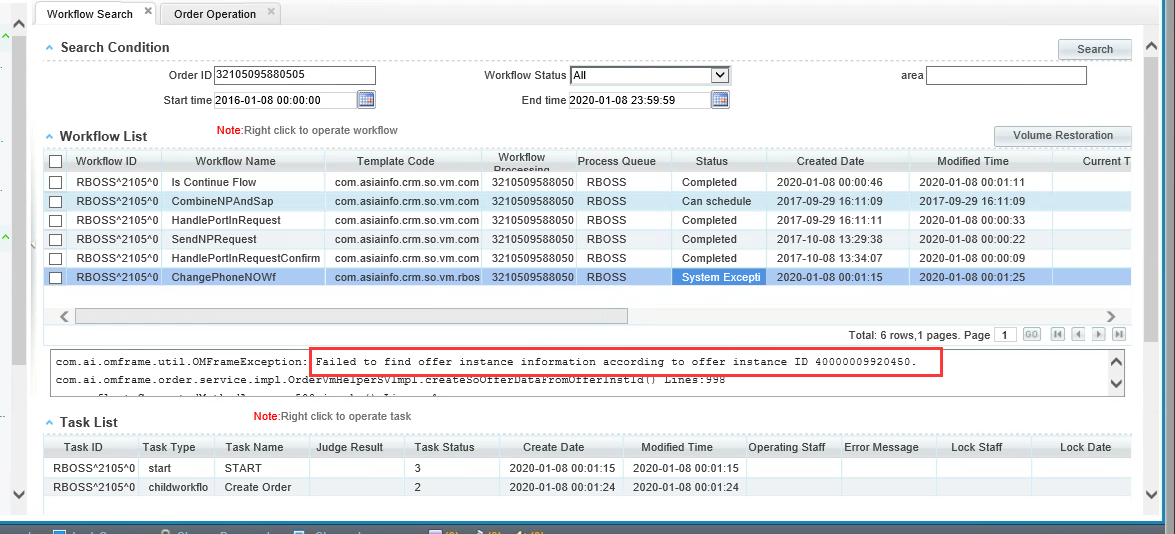 Workflow Search
Order Operation
Search Condition
Search
Order ID 32105095880505 Workflow Status All area
Start time 2016-01-08 00:00:00 End time 2020-01-08 23:59:59
Note:Right click to operate workflow
Workflow List Volume Restoration
Workflow ID Workflow Name Template Code Workflow Processing Process Queue Status Created Date Modified Time Current T
RBOSS^2105^0 Is Continue Flow com.asiainfo.crm.so.vm.com 3210509588050 RBOSS Completed 2020-01-08 00:00:46 2020-01-08 00:01:11
RBOSS^2105^0 CombineNPAndSap com.asiainfo.crm.so.vm.com 3210509588050 RBOSS Can schedule 2017-09-29 16:11:09 2017-09-29 16:11:09
RBOSS^2105^0 HandlePortInRequest com.asiainfo.crm.so.vm.com 3210509588050 RBOSS Completed 2017-09-29 16:11:11 2020-01-08 00:00:33
RBOSS^2105^0 SendNPRequest com.asiainfo.crm.so.vm.com 3210509588050 RBOSS Completed 2017-10-08 13:29:38 2020-01-08 00:00:22
RBOSS^2105^0 HandlePortInRequestConfirm com.asiainfo.crm.so.vm.com 3210509588050 RBOSS Completed 2017-10-08 13:34:07 2020-01-08 00:00:09
RBOSS^2105^0 ChangePhoneNOWf com.asiainfo.crm.so.vm.rbos 3210509588050 RBOSS System Excepti 2020-01-08 00:01:15 2020-01-08 00:01:25
Total: 6 rows,1 pages. Page 1 GO
com.ai.omframe.util.OMFrameException: Failed to find offer instance information according to offer instance ID 40000009920450.
com.ai.omframe.order.service.impl.OrderVmHelperSVImpl.createSoOfferDataFromOfferInstId() Lines:998
Note:Right click to operate task
Task List
Task ID Task Type Task Name Judge Result Task Status Create Date Modified Time Operating Staff Error Message Lock Staff Lock Date
RBOSS^2105^0 start START 3 2020-01-08 00:01:15 2020-01-08 00:01:15
RBOSS^2105^0 childworkflo Create Order 2 2020-01-08 00:01:24 2020-01-08 00:01:24